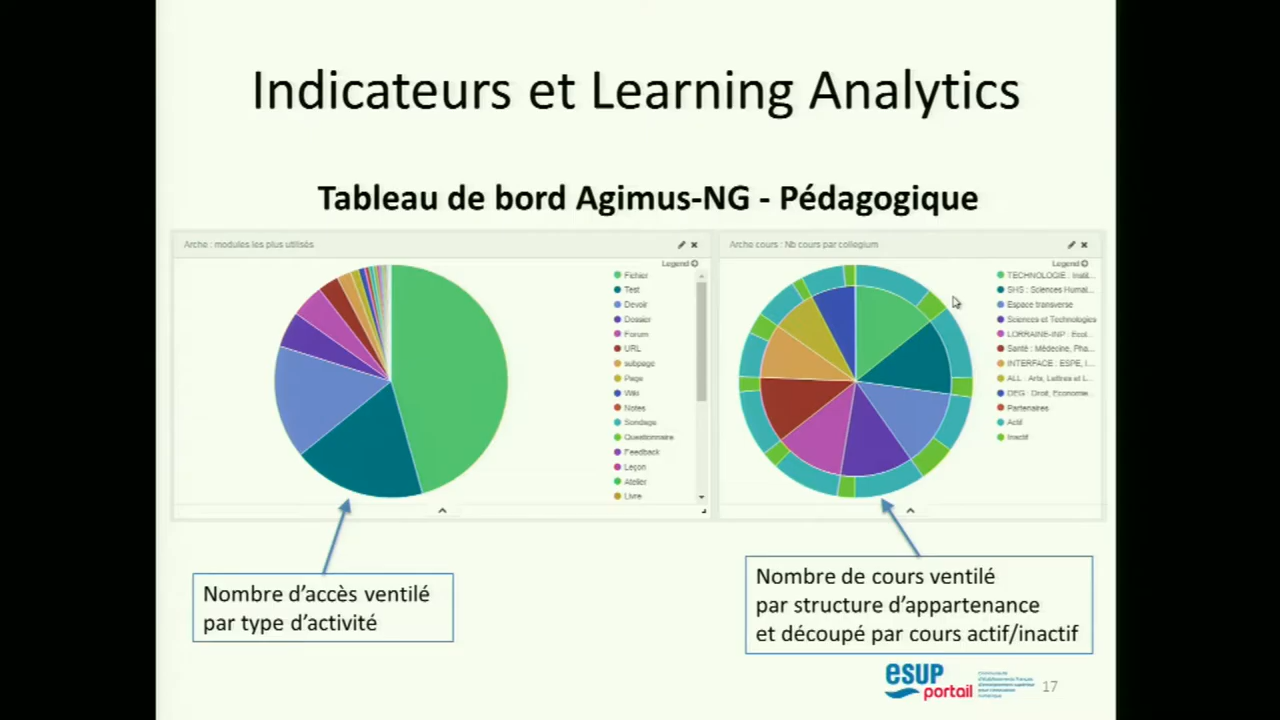 Indicateurs et Learning Analytics
Tableau de bord Agimus-NG - Pédagogique
Arche : modules les plus utilisés
Legend
Fichier
Test
Devoir
Dossier
Forum
URL
subpage
Page
Wiki
Notes
Sondage
Questionnaire
Feedback
Leçon
Atelier
Livre
Arche cours : Nb cours par collegium
Legend
TECHNOLOGIE : Instit...
SHS : Sciences Humai...
Espace transverse
Sciences et Technologies
LORRAINE-INP : Ecol...
Santé : Médecine, Pha...
INTERFACE : ESPE, I...
ALL : Arts, Lettres et L...
DEG : Droit, Economie...
Partenaires
Actif
Inactif
Nombre d'accès ventilé
par type d'activité
Nombre de cours ventilé
par structure d'appartenance
et découpé par cours actif/inactif
esup
portail
17